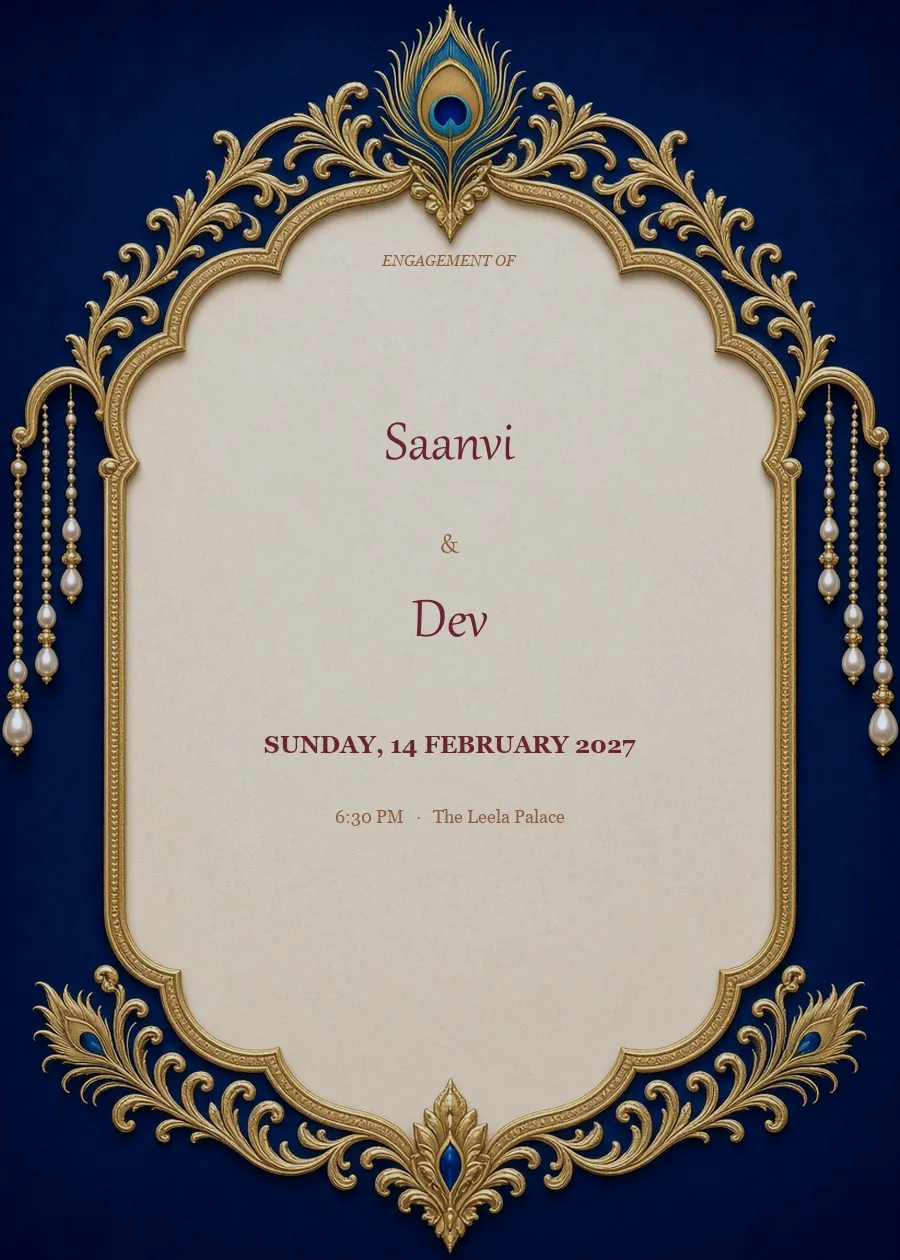 ENGAGEMENT OF
Saanvi
&
Dev
SUNDAY, 14 FEBRUARY 2027
6:30 PM · The Leela Palace